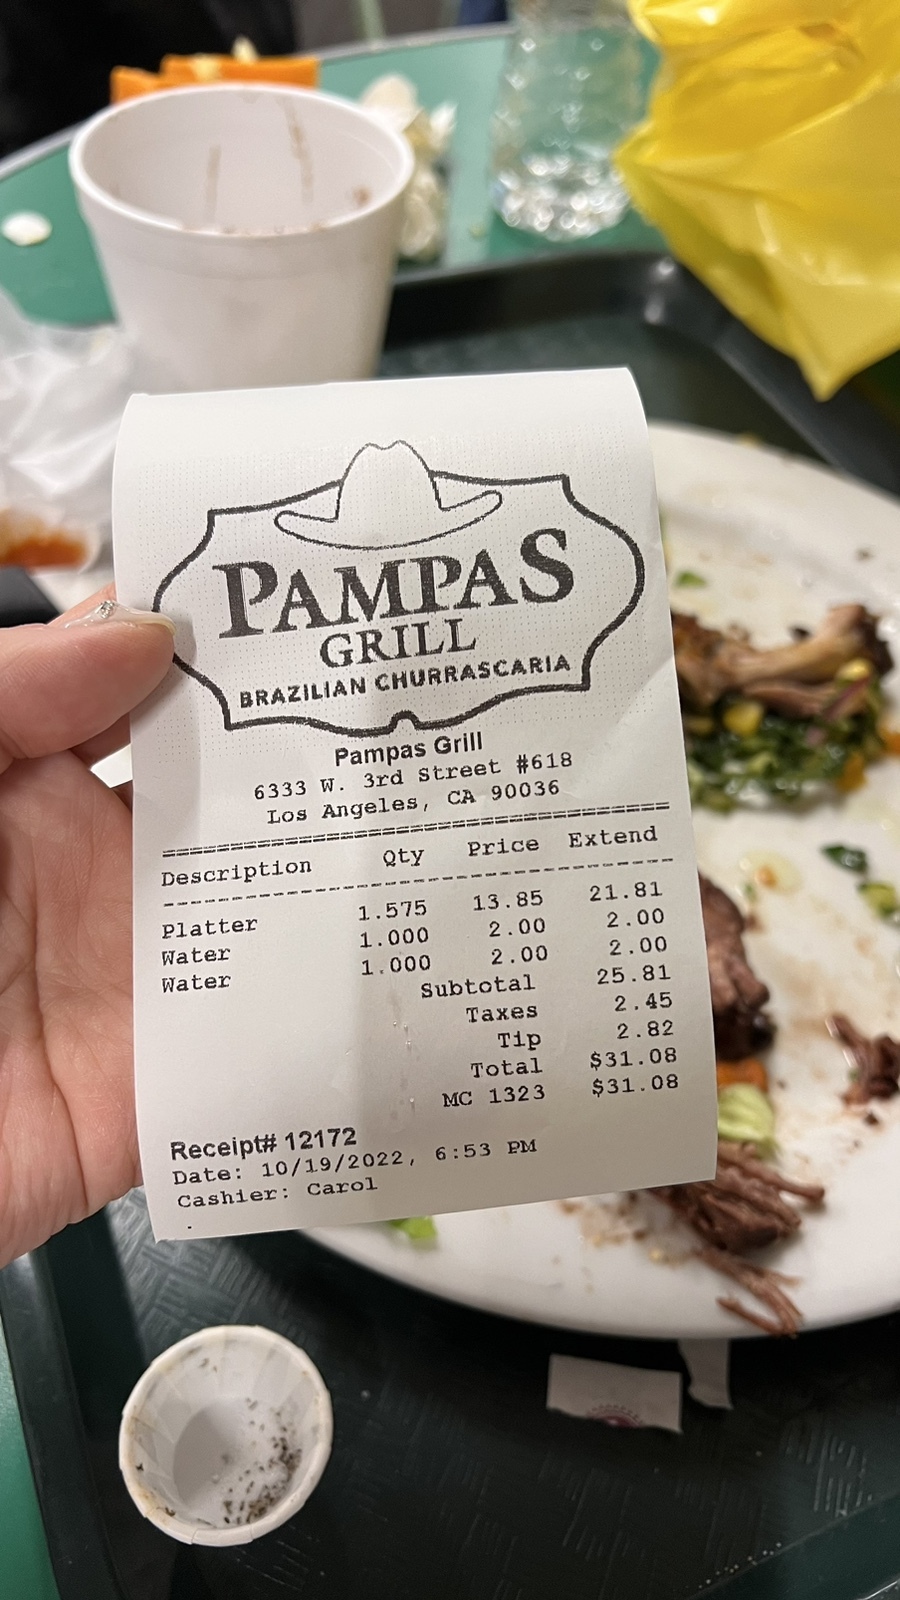 PAMPAS
GRILL
BRAZILIAN CHURRASCARIA
Pampas Grill
6333 W. 3rd Street #618
Los Angeles, CA 90036
================================================
Description Qty Price Extend
------------------------------------------------
Platter 1.575 13.85 21.81
Water 1.000 2.00 2.00
Water 1.000 2.00 2.00
Subtotal 25.81
Taxes 2.45
Tip 2.82
Total $31.08
MC 1323 $31.08
Receipt# 12172
Date: 10/19/2022, 6:53 PM
Cashier: Carol
.